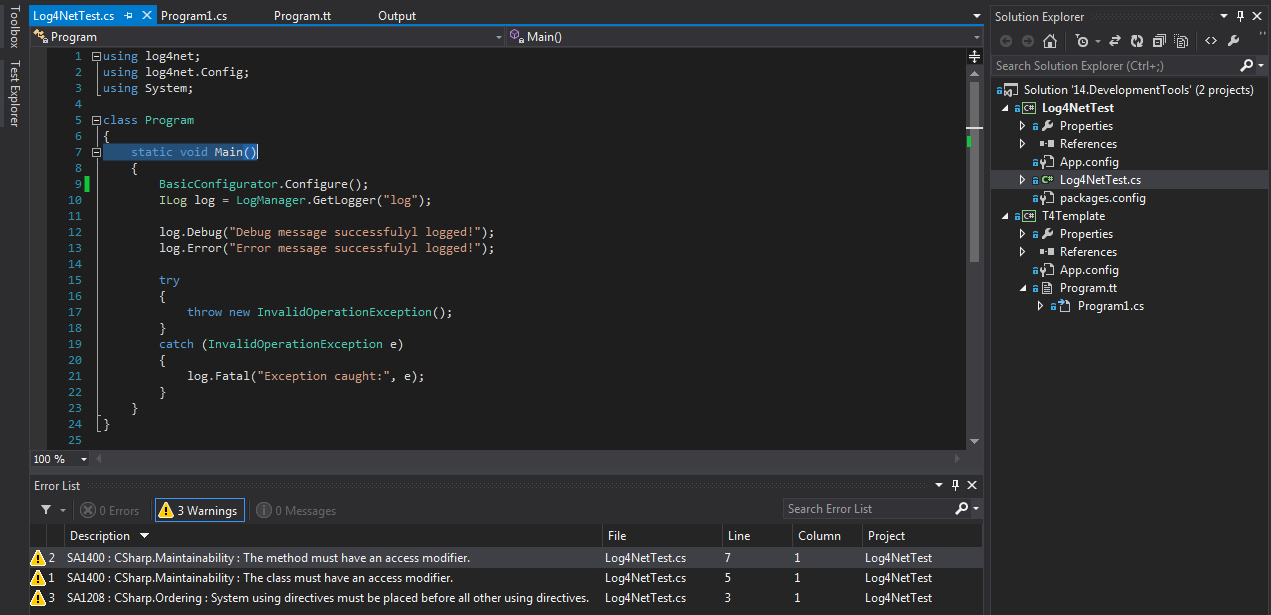 Toolbox
Test Explorer
Log4NetTest.cs
Program1.cs
Program.tt
Output
Program
Main()
1 using log4net;
2 using log4net.Config;
3 using System;
4
5 class Program
6 {
7 static void Main()
8 {
9 BasicConfigurator.Configure();
10 ILog log = LogManager.GetLogger("log");
11
12 log.Debug("Debug message successfulyl logged!");
13 log.Error("Error message successfulyl logged!");
14
15 try
16 {
17 throw new InvalidOperationException();
18 }
19 catch (InvalidOperationException e)
20 {
21 log.Fatal("Exception caught:", e);
22 }
23 }
24 }
25
100 %
Error List
0 Errors
3 Warnings
0 Messages
Search Error List
Description File Line Column Project
2 SA1400 : CSharp.Maintainability : The method must have an access modifier. Log4NetTest.cs 7 1 Log4NetTest
1 SA1400 : CSharp.Maintainability : The class must have an access modifier. Log4NetTest.cs 5 1 Log4NetTest
3 SA1208 : CSharp.Ordering : System using directives must be placed before all other using directives. Log4NetTest.cs 3 1 Log4NetTest
Solution Explorer
Search Solution Explorer (Ctrl+;)
Solution '14.DevelopmentTools' (2 projects)
C# Log4NetTest
Properties
References
App.config
C# Log4NetTest.cs
packages.config
C# T4Template
Properties
References
App.config
Program.tt
Program1.cs